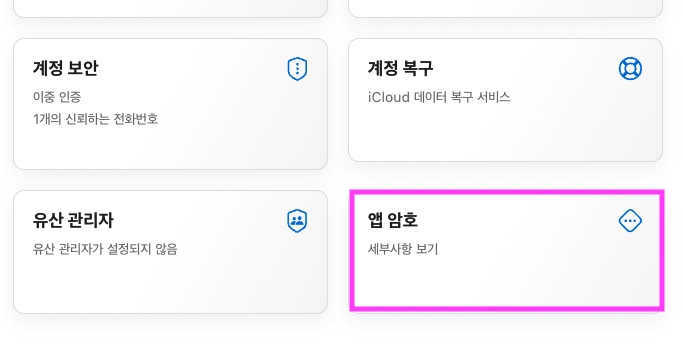 계정 보안
이중 인증
1개의 신뢰하는 전화번호
계정 복구
iCloud 데이터 복구 서비스
유산 관리자
유산 관리자가 설정되지 않음
앱 암호
세부사항 보기